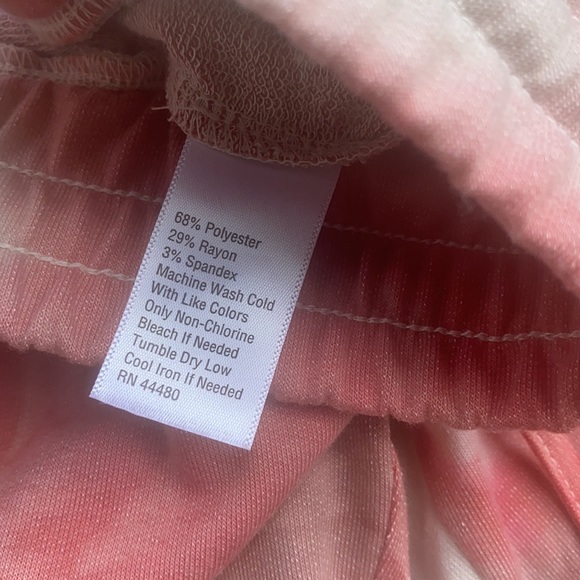 68% Polyester
29% Rayon
3% Spandex
Machine Wash Cold
With Like Colors
Only Non-Chlorine
Bleach If Needed
Tumble Dry Low
Cool Iron If Needed
RN 44480